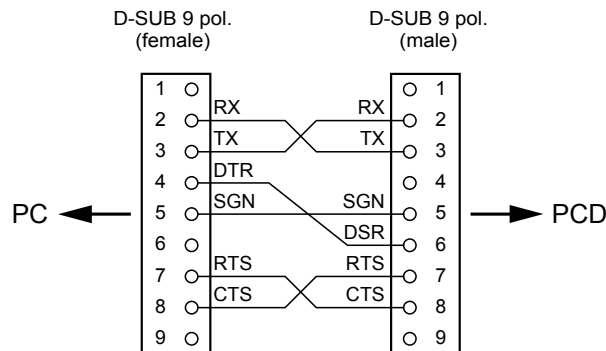 D-SUB 9 pol.
(female)
D-SUB 9 pol.
(male)
1
1
2
RX
RX
2
3
TX
TX
3
4
DTR
4
PC
5
SGN
SGN
5
PCD
6
DSR
6
7
RTS
RTS
7
8
CTS
CTS
8
9
9